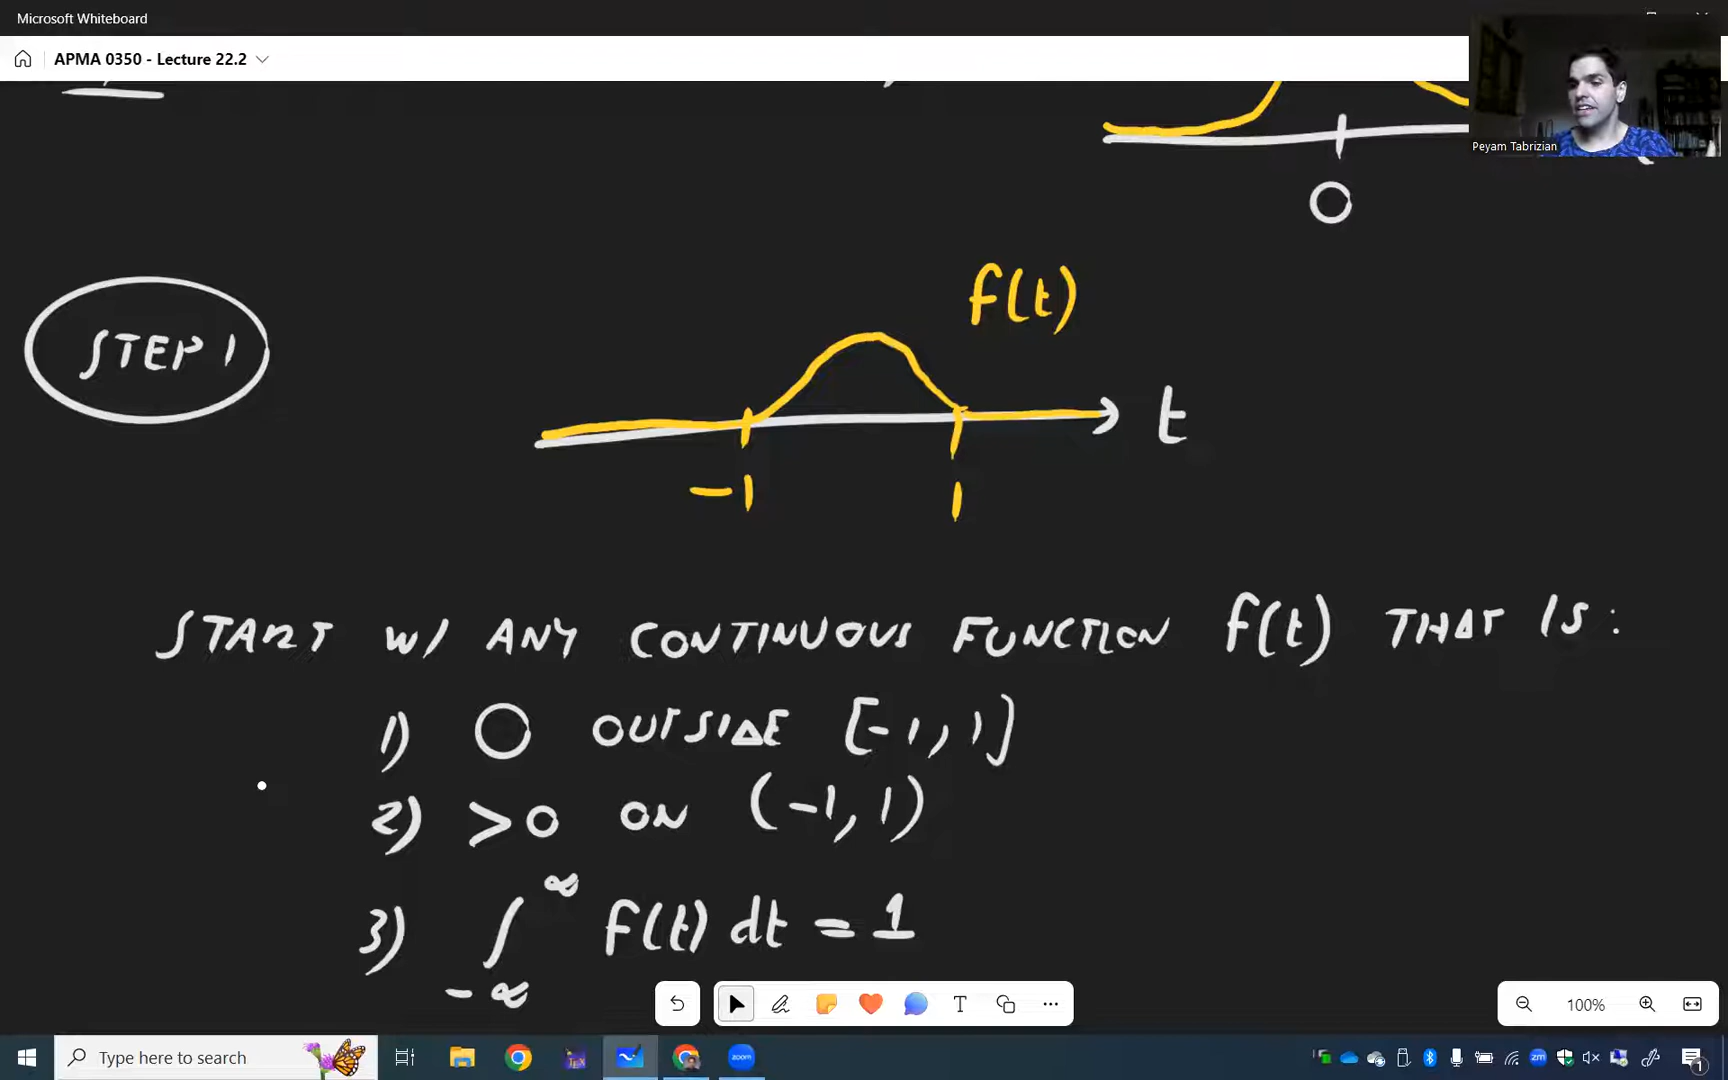 Microsoft Whiteboard
APMA 0350 - Lecture 22.2
Peyam Tabrizian
0
STEP 1
f(t)
t
-1
1
START W/ ANY CONTINUOUS FUNCTION f(t) THAT IS:
1) 0 OUTSIDE [-1, 1]
2) >0 ON (-1, 1)
3) ∫_{-∞}^{∞} f(t) dt = 1
100%
Type here to search
zoom